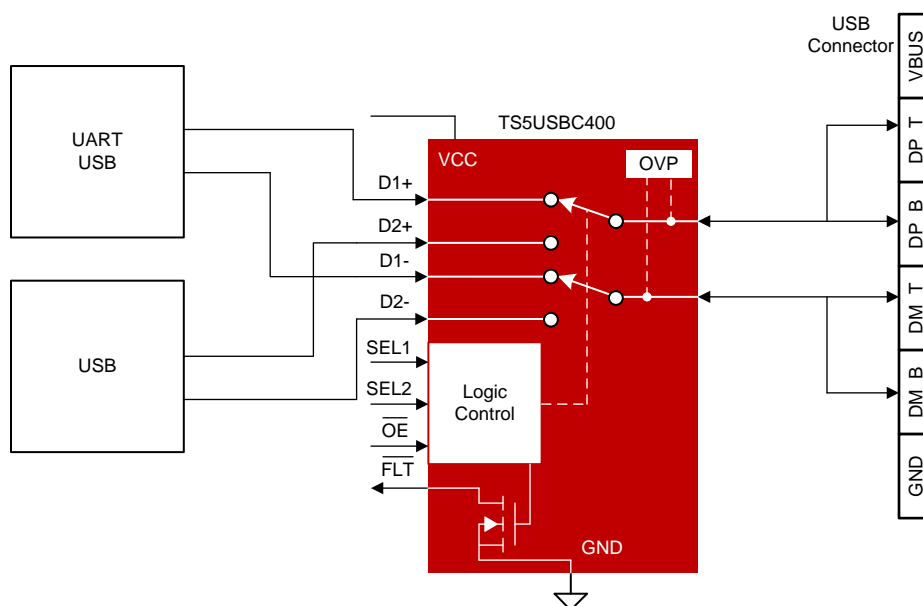 USB
Connector
UART
USB
USB
TS5USBC400
VCC
OVP
D1+
D2+
D1-
D2-
SEL1
SEL2
OE
FLT
Logic
Control
GND
VBUS
DP T
DP B
DM T
DM B
GND